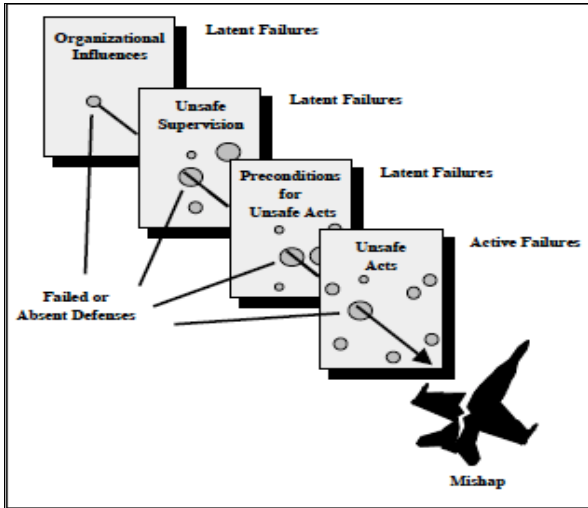 Organizational
Influences
Latent Failures
Unsafe
Supervision
Latent Failures
Preconditions
for
Unsafe Acts
Latent Failures
Unsafe
Acts
Active Failures
Failed or
Absent Defenses
Mishap